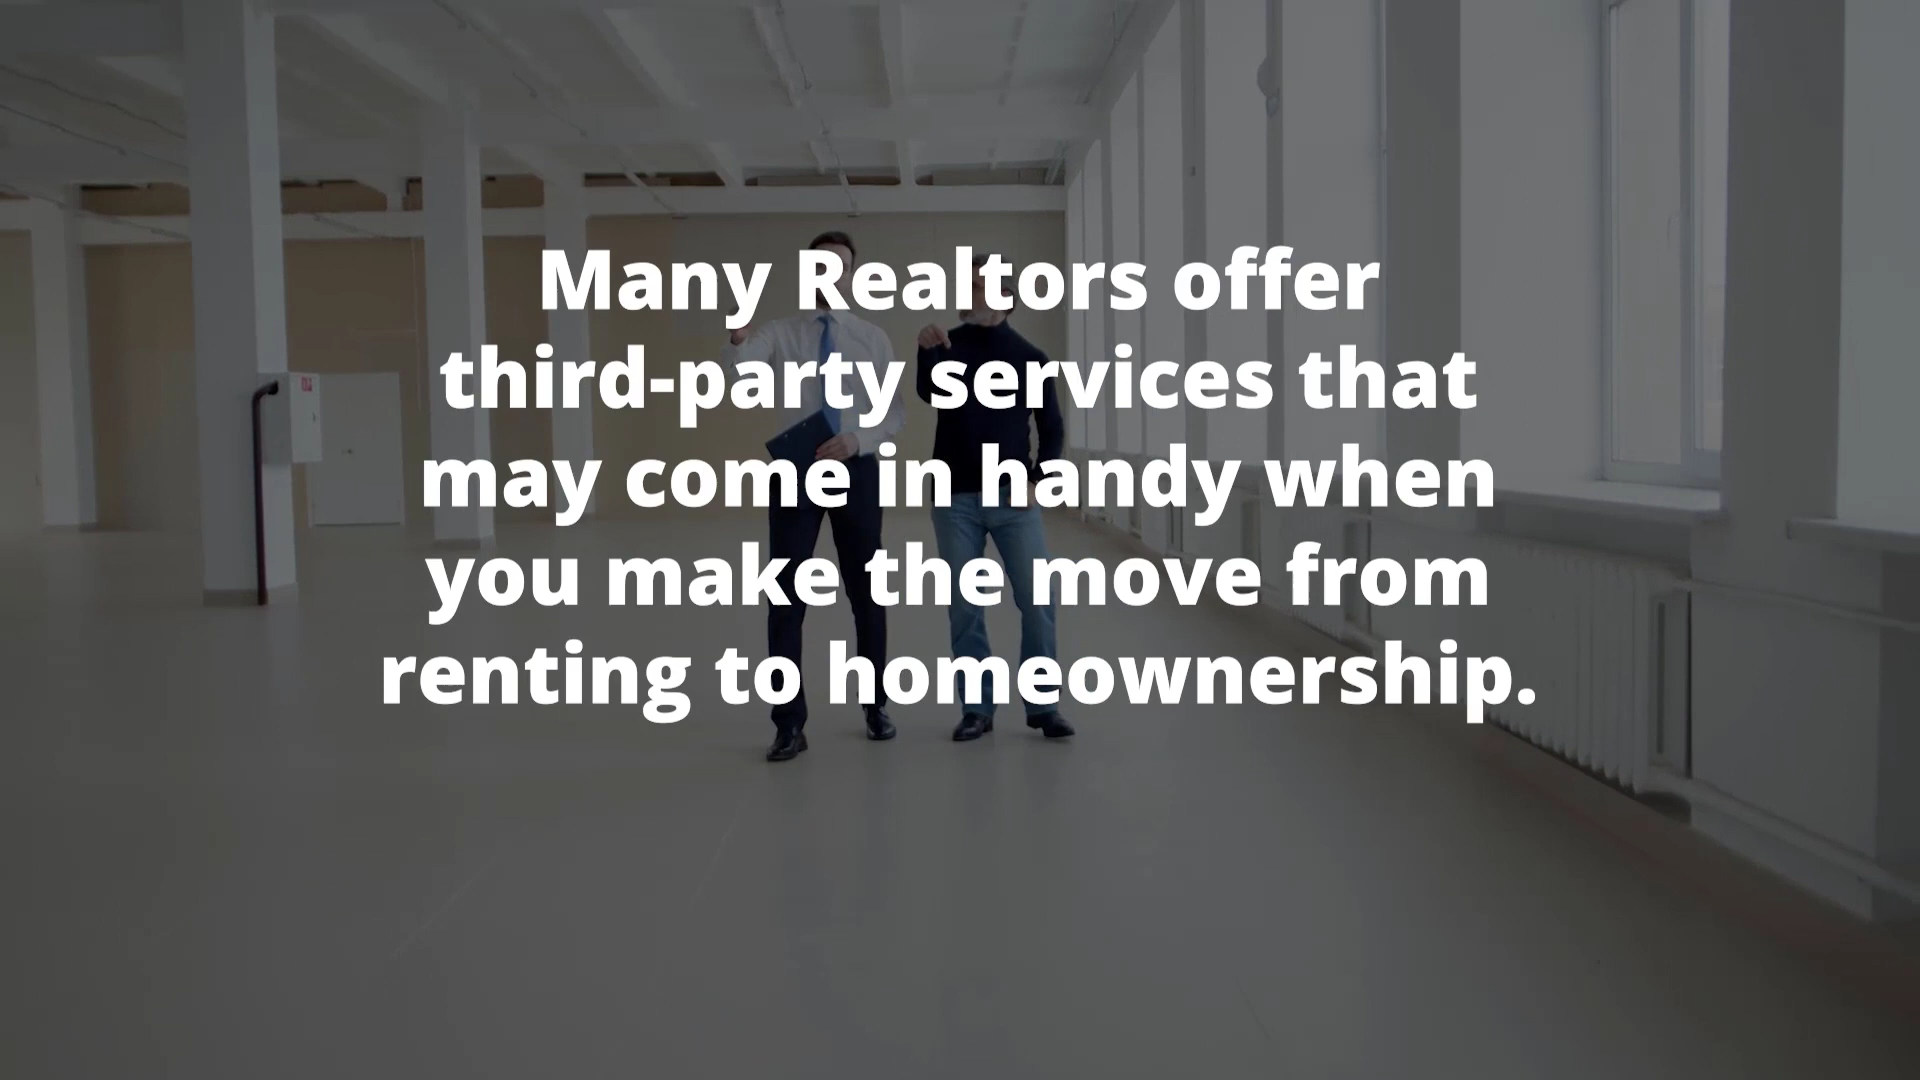 Many Realtors offer
third-party services that
may come in handy when
you make the move from
renting to homeownership.